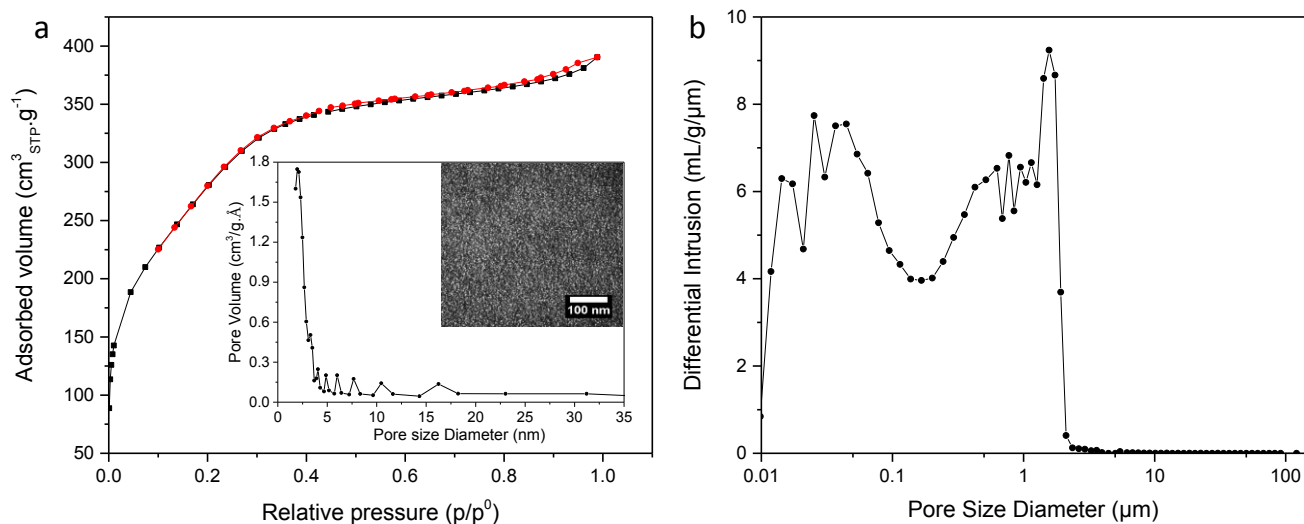 a
Adsorbed volume (cm³STP.g⁻¹)
400
350
300
250
200
150
100
50
0.0 0.2 0.4 0.6 0.8 1.0
Relative pressure (p/p⁰)
Pore Volume (cm³/g.Å)
1.8
1.5
1.2
0.9
0.6
0.3
0.0
0 5 10 15 20 25 30 35
Pore size Diameter (nm)
100 nm
b
Differential Intrusion (mL/g/µm)
10
8
6
4
2
0
0.01 0.1 1 10 100
Pore Size Diameter (µm)